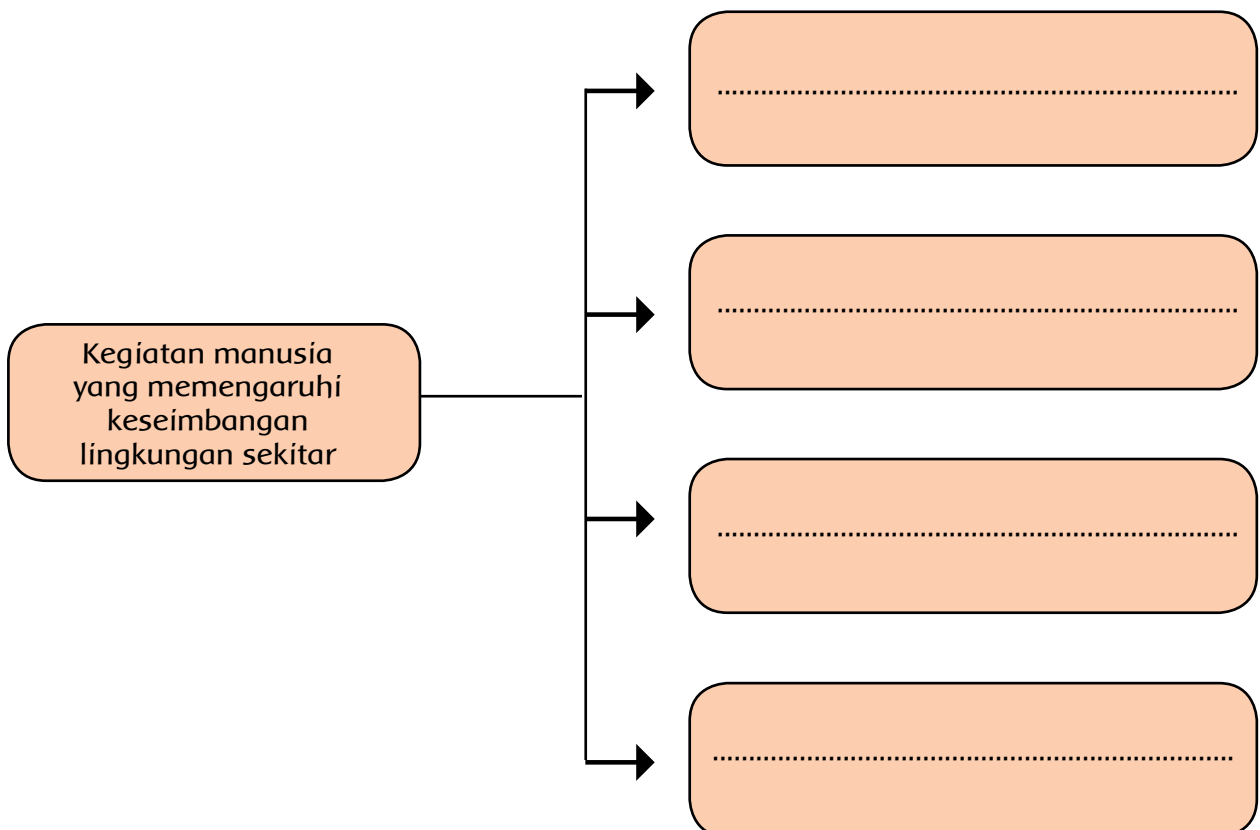 Kegiatan manusia
yang memengaruhi
keseimbangan
lingkungan sekitar